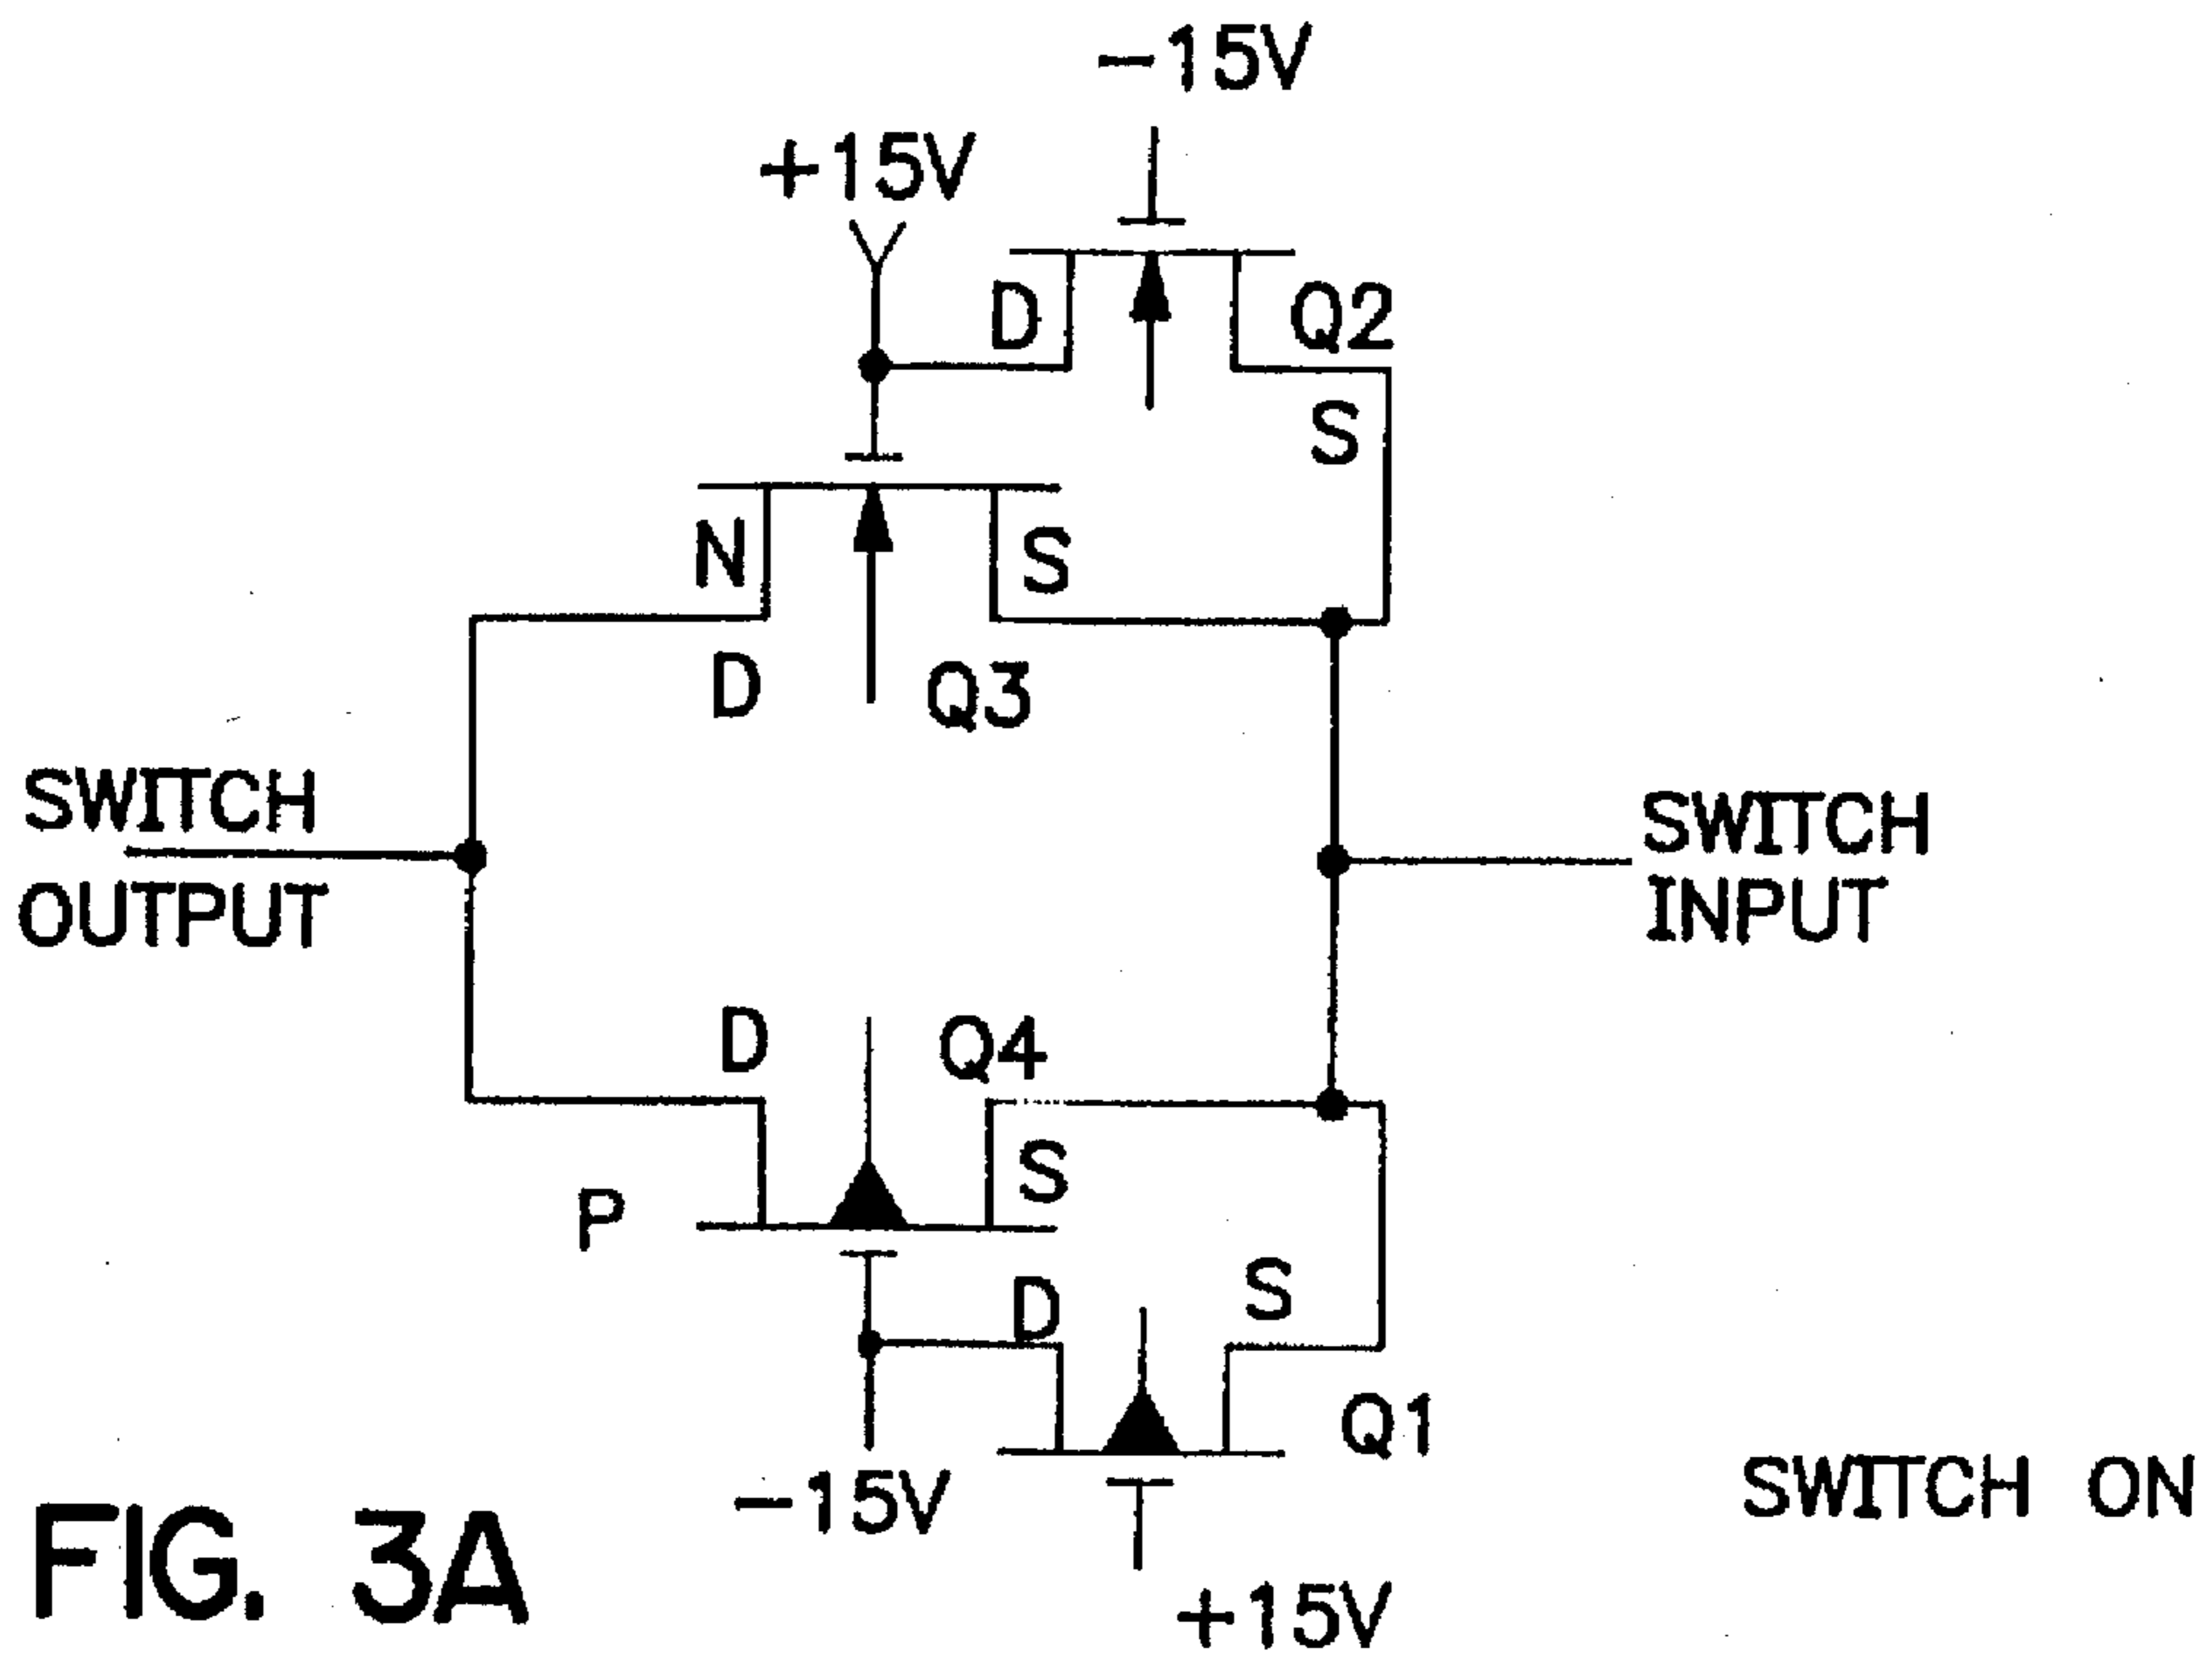 -15V
+15V
D
Q2
S
N
S
D
Q3
SWITCH
OUTPUT
SWITCH
INPUT
D
Q4
S
P
D
S
Q1
-15V
SWITCH ON
FIG. 3A
+15V